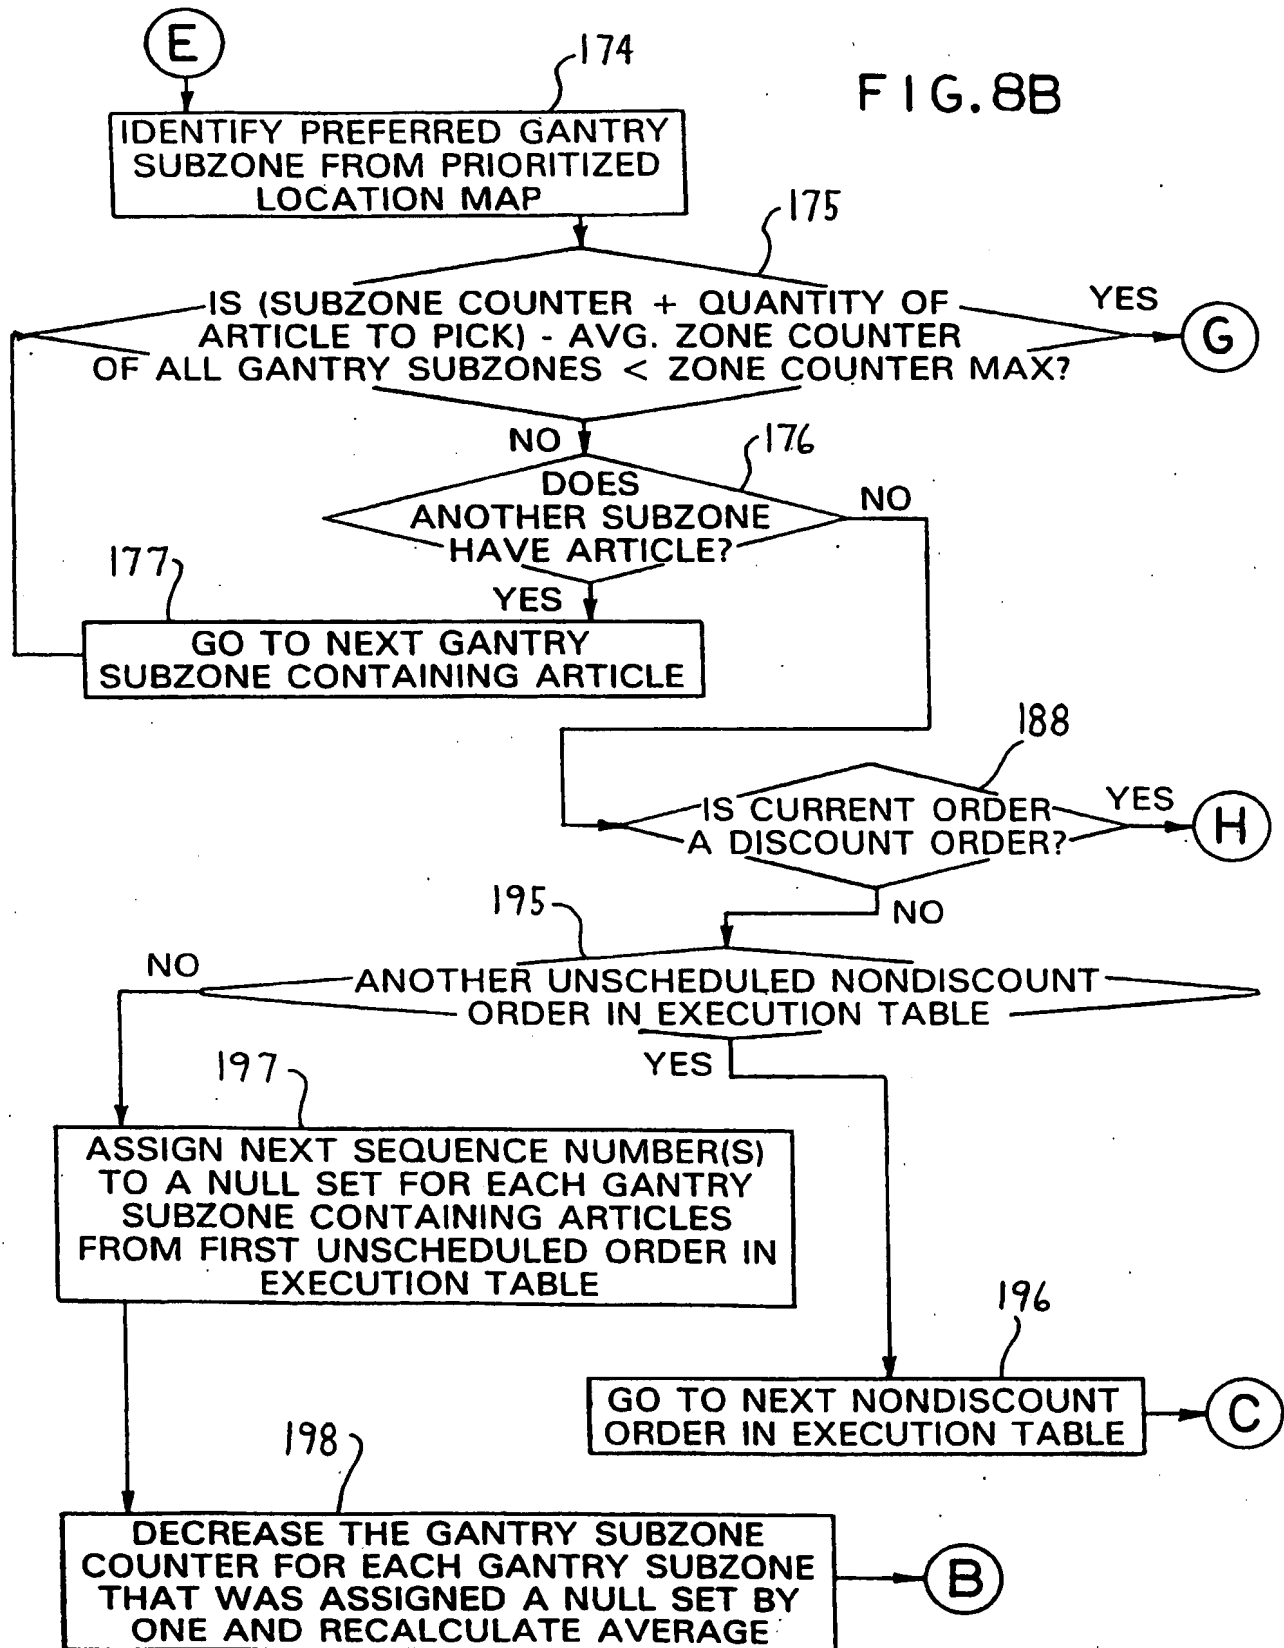 E
174
FIG.8B
IDENTIFY PREFERRED GANTRY
SUBZONE FROM PRIORITIZED
LOCATION MAP
175
IS (SUBZONE COUNTER + QUANTITY OF
ARTICLE TO PICK) - AVG. ZONE COUNTER
OF ALL GANTRY SUBZONES < ZONE COUNTER MAX?
YES
G
NO
176
DOES
ANOTHER SUBZONE
HAVE ARTICLE?
NO
177
YES
GO TO NEXT GANTRY
SUBZONE CONTAINING ARTICLE
188
IS CURRENT ORDER
A DISCOUNT ORDER?
YES
H
NO
195
NO
ANOTHER UNSCHEDULED NONDISCOUNT
ORDER IN EXECUTION TABLE
YES
197
ASSIGN NEXT SEQUENCE NUMBER(S)
TO A NULL SET FOR EACH GANTRY
SUBZONE CONTAINING ARTICLES
FROM FIRST UNSCHEDULED ORDER IN
EXECUTION TABLE
196
GO TO NEXT NONDISCOUNT
ORDER IN EXECUTION TABLE
C
198
DECREASE THE GANTRY SUBZONE
COUNTER FOR EACH GANTRY SUBZONE
THAT WAS ASSIGNED A NULL SET BY
ONE AND RECALCULATE AVERAGE
B